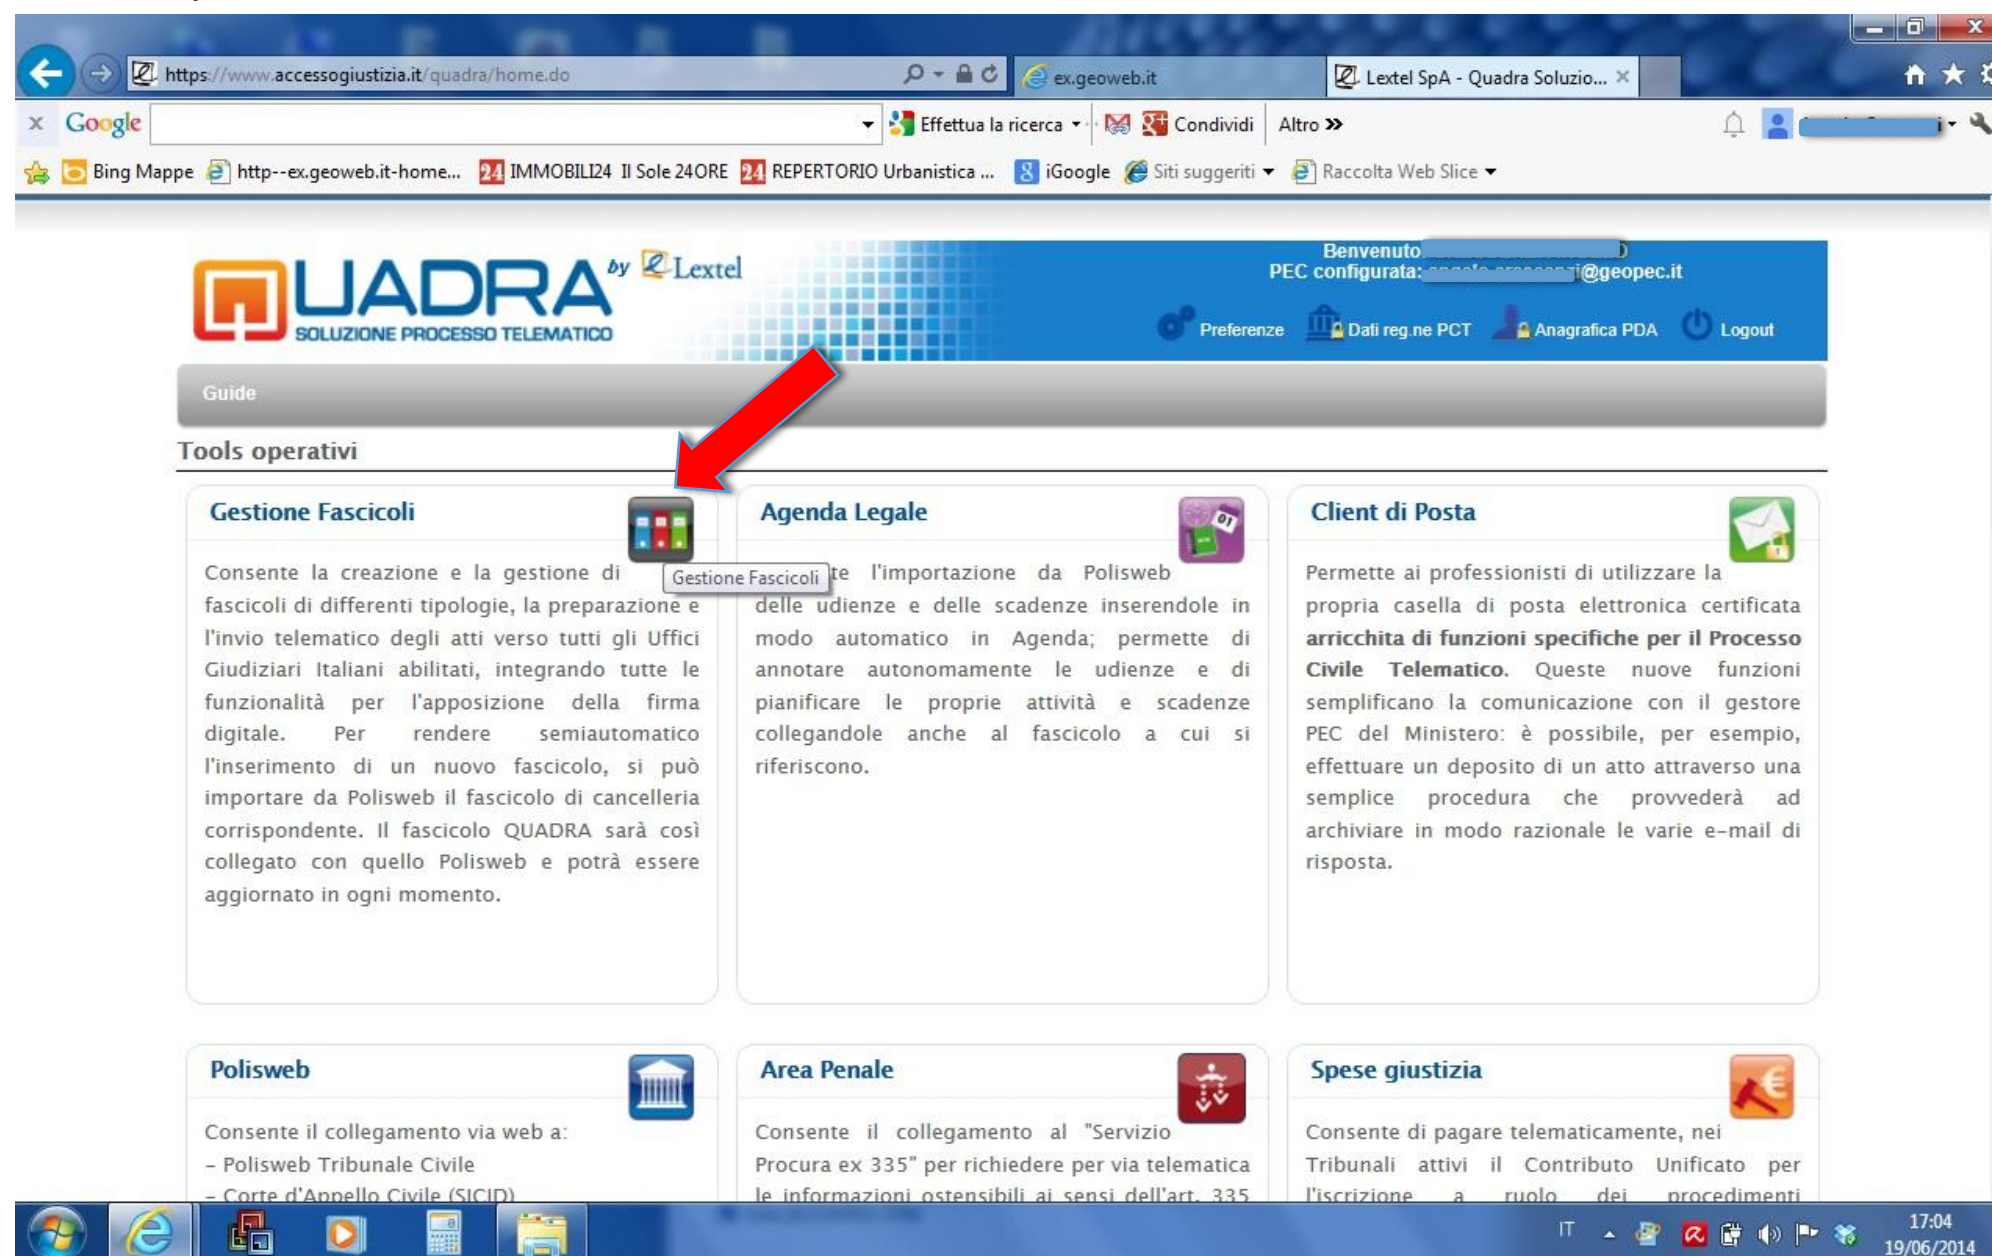 https://www.accessogiustizia.it/quadra/home.do
ex.geoweb.it
Lextel SpA - Quadra Soluzio...
Google
Effettua la ricerca
Condividi
Altro
Bing Mappe
http--ex.geoweb.it-home...
24 IMMOBILI24 Il Sole 24ORE
24 REPERTORIO Urbanistica ...
8 iGoogle
Siti suggeriti
Raccolta Web Slice
QUADRA by Lextel
SOLUZIONE PROCESSO TELEMATICO
Benvenuto
PEC configurata: @geopec.it
Preferenze
Dati reg.ne PCT
Anagrafica PDA
Logout
Guide
Tools operativi
Gestione Fascicoli
Consente la creazione e la gestione di
fascicoli di differenti tipologie, la preparazione e
l'invio telematico degli atti verso tutti gli Uffici
Giudiziari Italiani abilitati, integrando tutte le
funzionalità per l'apposizione della firma
digitale. Per rendere semiautomatico
l'inserimento di un nuovo fascicolo, si può
importare da Polisweb il fascicolo di cancelleria
corrispondente. Il fascicolo QUADRA sarà così
collegato con quello Polisweb e potrà essere
aggiornato in ogni momento.
Gestione Fascicoli
Agenda Legale
01
te l'importazione da Polisweb
delle udienze e delle scadenze inserendole in
modo automatico in Agenda; permette di
annotare autonomamente le udienze e di
pianificare le proprie attività e scadenze
collegandole anche al fascicolo a cui si
riferiscono.
Client di Posta
Permette ai professionisti di utilizzare la
propria casella di posta elettronica certificata
arricchita di funzioni specifiche per il Processo
Civile Telematico. Queste nuove funzioni
semplificano la comunicazione con il gestore
PEC del Ministero: è possibile, per esempio,
effettuare un deposito di un atto attraverso una
semplice procedura che provvederà ad
archiviare in modo razionale le varie e-mail di
risposta.
Polisweb
Consente il collegamento via web a:
- Polisweb Tribunale Civile
- Corte d'Appello Civile (SICID)
Area Penale
Consente il collegamento al "Servizio
Procura ex 335" per richiedere per via telematica
le informazioni ostensibili ai sensi dell'art. 335
Spese giustizia
Consente di pagare telematicamente, nei
Tribunali attivi il Contributo Unificato per
l'iscrizione a ruolo dei procedimenti
IT
17:04
19/06/2014